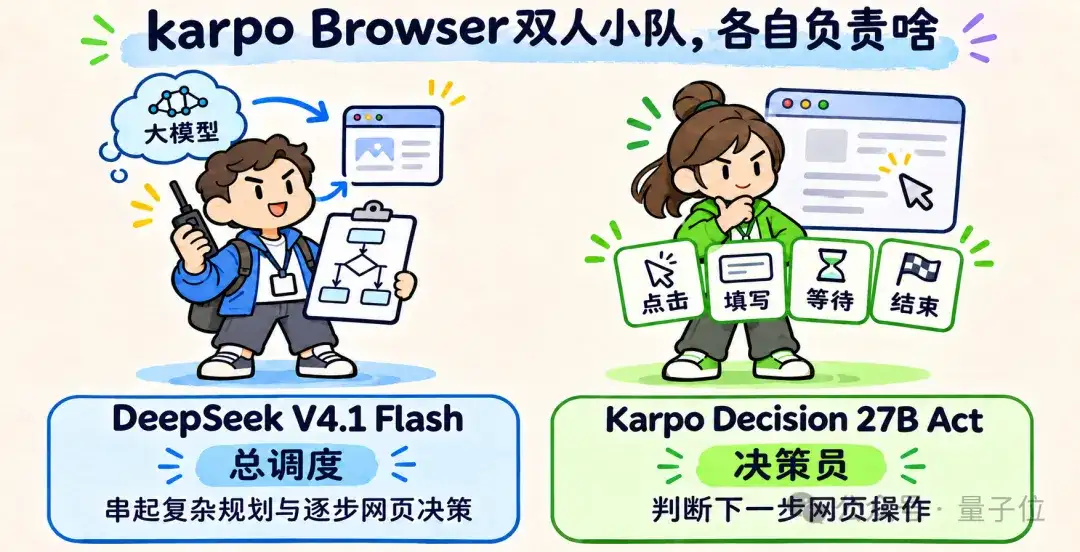 karpo Browser双人小队，各自负责啥
大模型
点击
填写
等待
结束
DeepSeek V4.1 Flash
总调度
串起复杂规划与逐步网页决策
Karpo Decision 27B Act
决策员
判断下一步网页操作
公众号 · 量子位